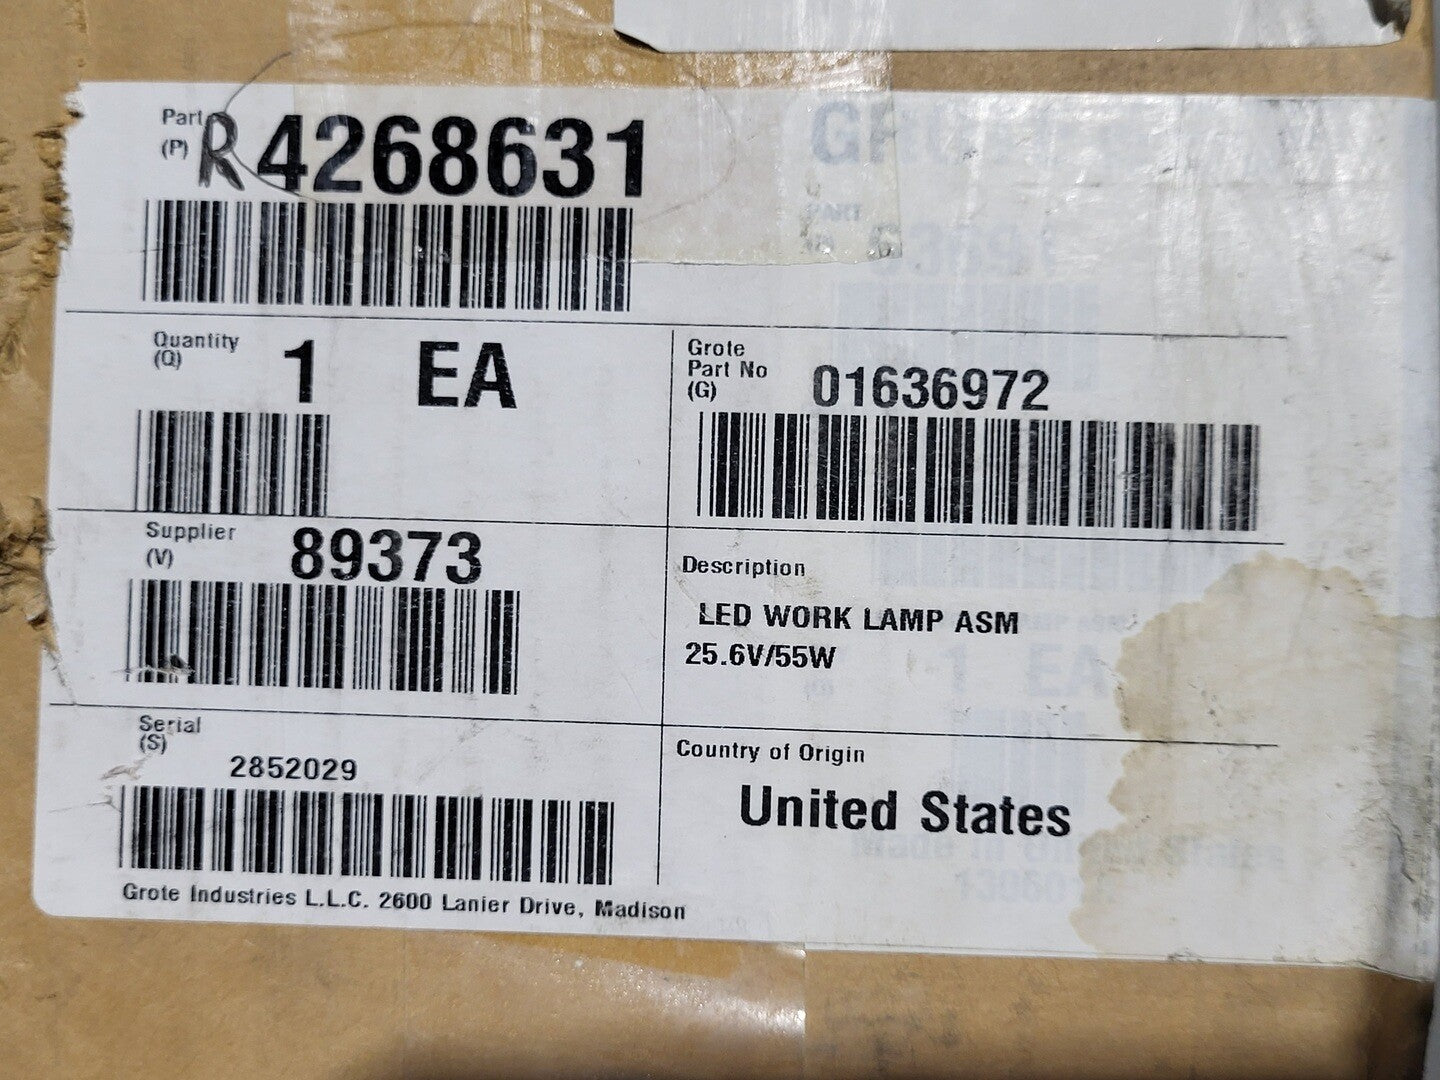 Part
(P)
R 4268631
Quantity
(Q)
1 EA
Grote
Part No
(G)
01636972
Supplier
(V)
89373
Description
LED WORK LAMP ASM
25.6V/55W
Serial
(S)
2852029
Country of Origin
United States
Grote Industries L.L.C. 2600 Lanier Drive, Madison